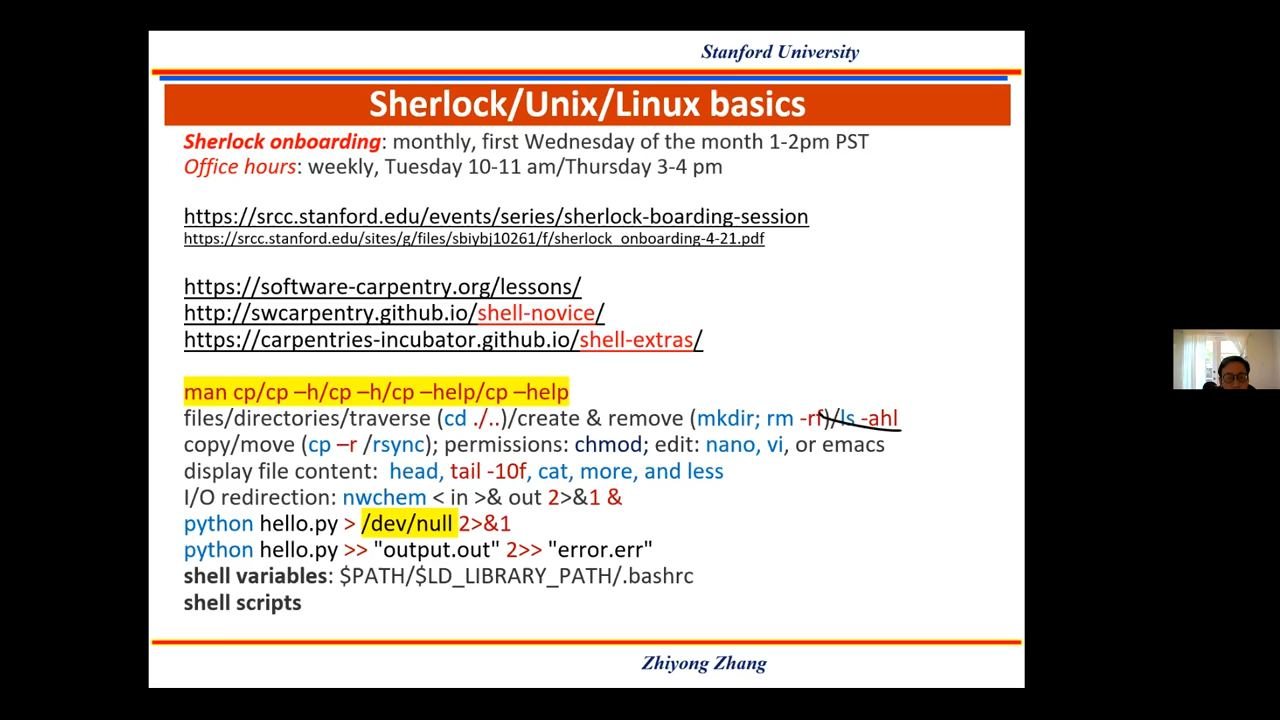 Stanford University
Sherlock/Unix/Linux basics
Sherlock onboarding: monthly, first Wednesday of the month 1-2pm PST
Office hours: weekly, Tuesday 10-11 am/Thursday 3-4 pm
https://srcc.stanford.edu/events/series/sherlock-boarding-session
https://srcc.stanford.edu/sites/g/files/sbiybj10261/f/sherlock_onboarding-4-21.pdf
https://software-carpentry.org/lessons/
http://swcarpentry.github.io/shell-novice/
https://carpentries-incubator.github.io/shell-extras/
man cp/cp –h/cp –h/cp –help/cp –help
files/directories/traverse (cd ./..)/create & remove (mkdir; rm -rf)/ls -ahl
copy/move (cp –r /rsync); permissions: chmod; edit: nano, vi, or emacs
display file content: head, tail -10f, cat, more, and less
I/O redirection: nwchem < in >& out 2>&1 &
python hello.py > /dev/null 2>&1
python hello.py >> "output.out" 2>> "error.err"
shell variables: $PATH/$LD_LIBRARY_PATH/.bashrc
shell scripts
Zhiyong Zhang